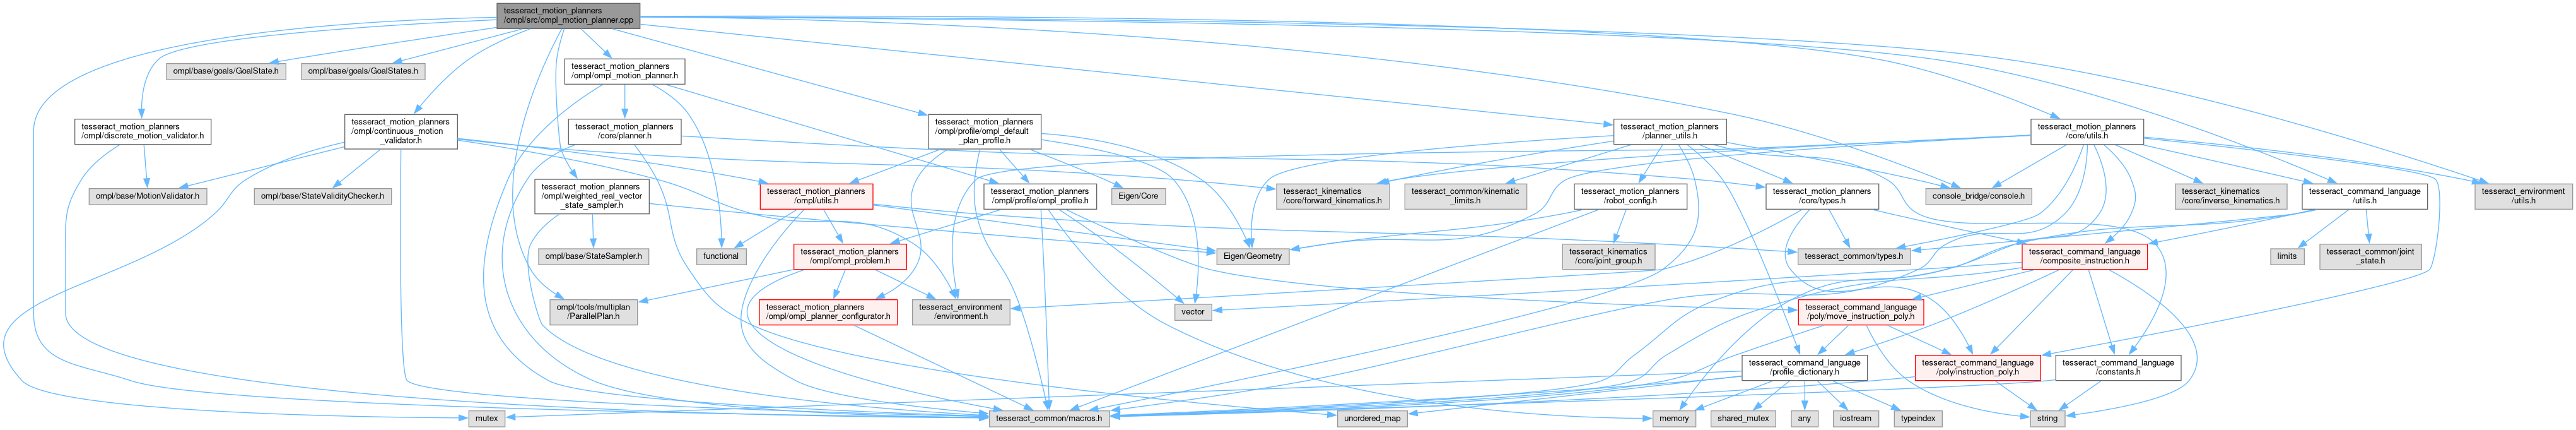 tesseract_motion_planners
/ompl/src/ompl_motion_planner.cpp
ompl/base/goals/GoalState.h
ompl/base/goals/GoalStates.h
tesseract_motion_planners
/ompl/ompl_motion_planner.h
tesseract_motion_planners
/ompl/discrete_motion_validator.h
tesseract_motion_planners
/ompl/continuous_motion
_validator.h
tesseract_motion_planners
/core/planner.h
tesseract_motion_planners
/ompl/profile/ompl_default
_plan_profile.h
tesseract_motion_planners
/planner_utils.h
tesseract_motion_planners
/core/utils.h
ompl/base/MotionValidator.h
ompl/base/StateValidityChecker.h
tesseract_motion_planners
/ompl/weighted_real_vector
_state_sampler.h
tesseract_motion_planners
/ompl/utils.h
tesseract_motion_planners
/ompl/profile/ompl_profile.h
Eigen/Core
tesseract_kinematics
/core/forward_kinematics.h
tesseract_common/kinematic
_limits.h
tesseract_motion_planners
/robot_config.h
tesseract_motion_planners
/core/types.h
console_bridge/console.h
tesseract_kinematics
/core/inverse_kinematics.h
tesseract_command_language
/utils.h
tesseract_environment
/utils.h
ompl/base/StateSampler.h
functional
tesseract_motion_planners
/ompl/ompl_problem.h
Eigen/Geometry
tesseract_kinematics
/core/joint_group.h
tesseract_common/types.h
tesseract_command_language
/composite_instruction.h
limits
tesseract_common/joint
_state.h
ompl/tools/multiplan
/ParallelPlan.h
tesseract_motion_planners
/ompl/ompl_planner_configurator.h
tesseract_environment
/environment.h
vector
tesseract_command_language
/poly/move_instruction_poly.h
tesseract_command_language
/profile_dictionary.h
tesseract_command_language
/poly/instruction_poly.h
tesseract_command_language
/constants.h
mutex
tesseract_common/macros.h
unordered_map
memory
shared_mutex
any
iostream
typeindex
string